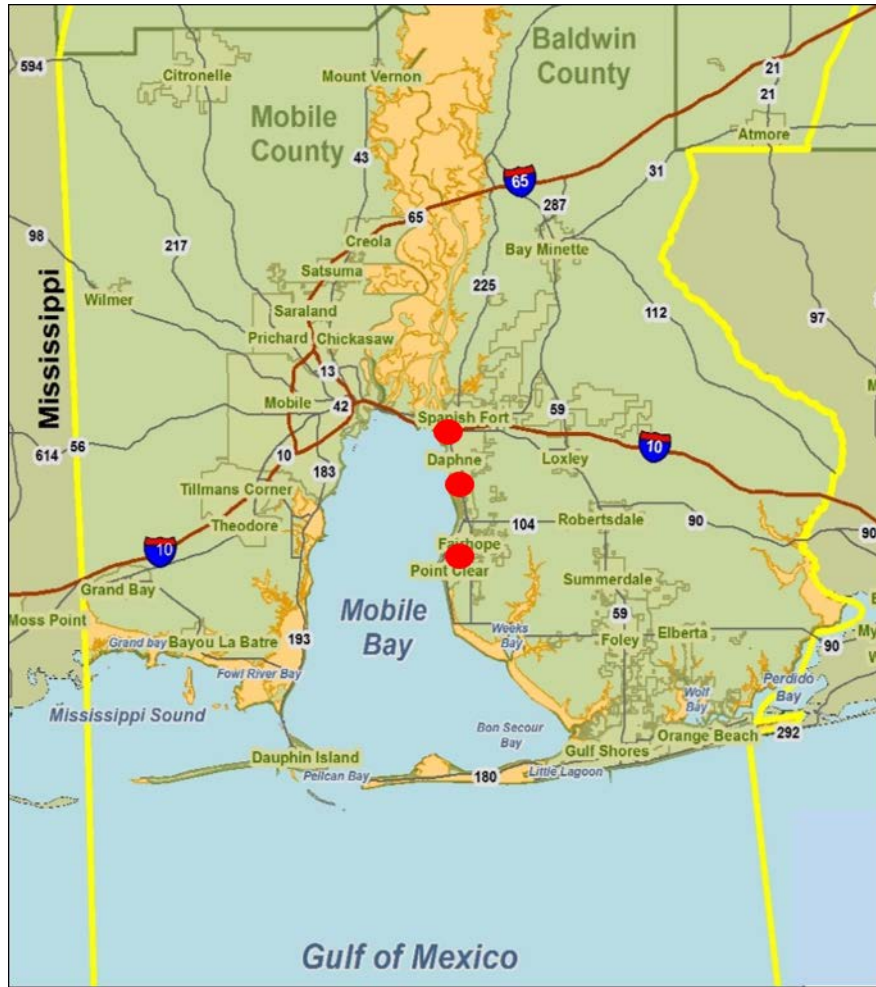 Baldwin
County
594
Citronelle
Mount Vernon
21
21
Mobile
County
Atmore
43
65
31
287
65
Creola
Bay Minette
98
217
Satsuma
225
Wilmer
Saraland
112
97
Mississippi
Prichard
Chickasaw
13
Mobile
42
59
Spanish Fort
614
56
10
183
Daphne
Loxley
10
Tillmans Corner
Theodore
104
Robertsdale
90
90
10
Fairhope
Point Clear
Summerdale
Grand Bay
Moss Point
Mobile
Bay
Weeks
Bay
59
Foley
Elberta
193
Grand bay
Bayou La Batre
90
My
Fowl River Bay
Perdido
Bay
Wolf
Bay
Mississippi Sound
Bon Secour
Bay
Orange Beach
292
Gulf Shores
Dauphin Island
Pelican Bay
180
Little Lagoon
Gulf of Mexico